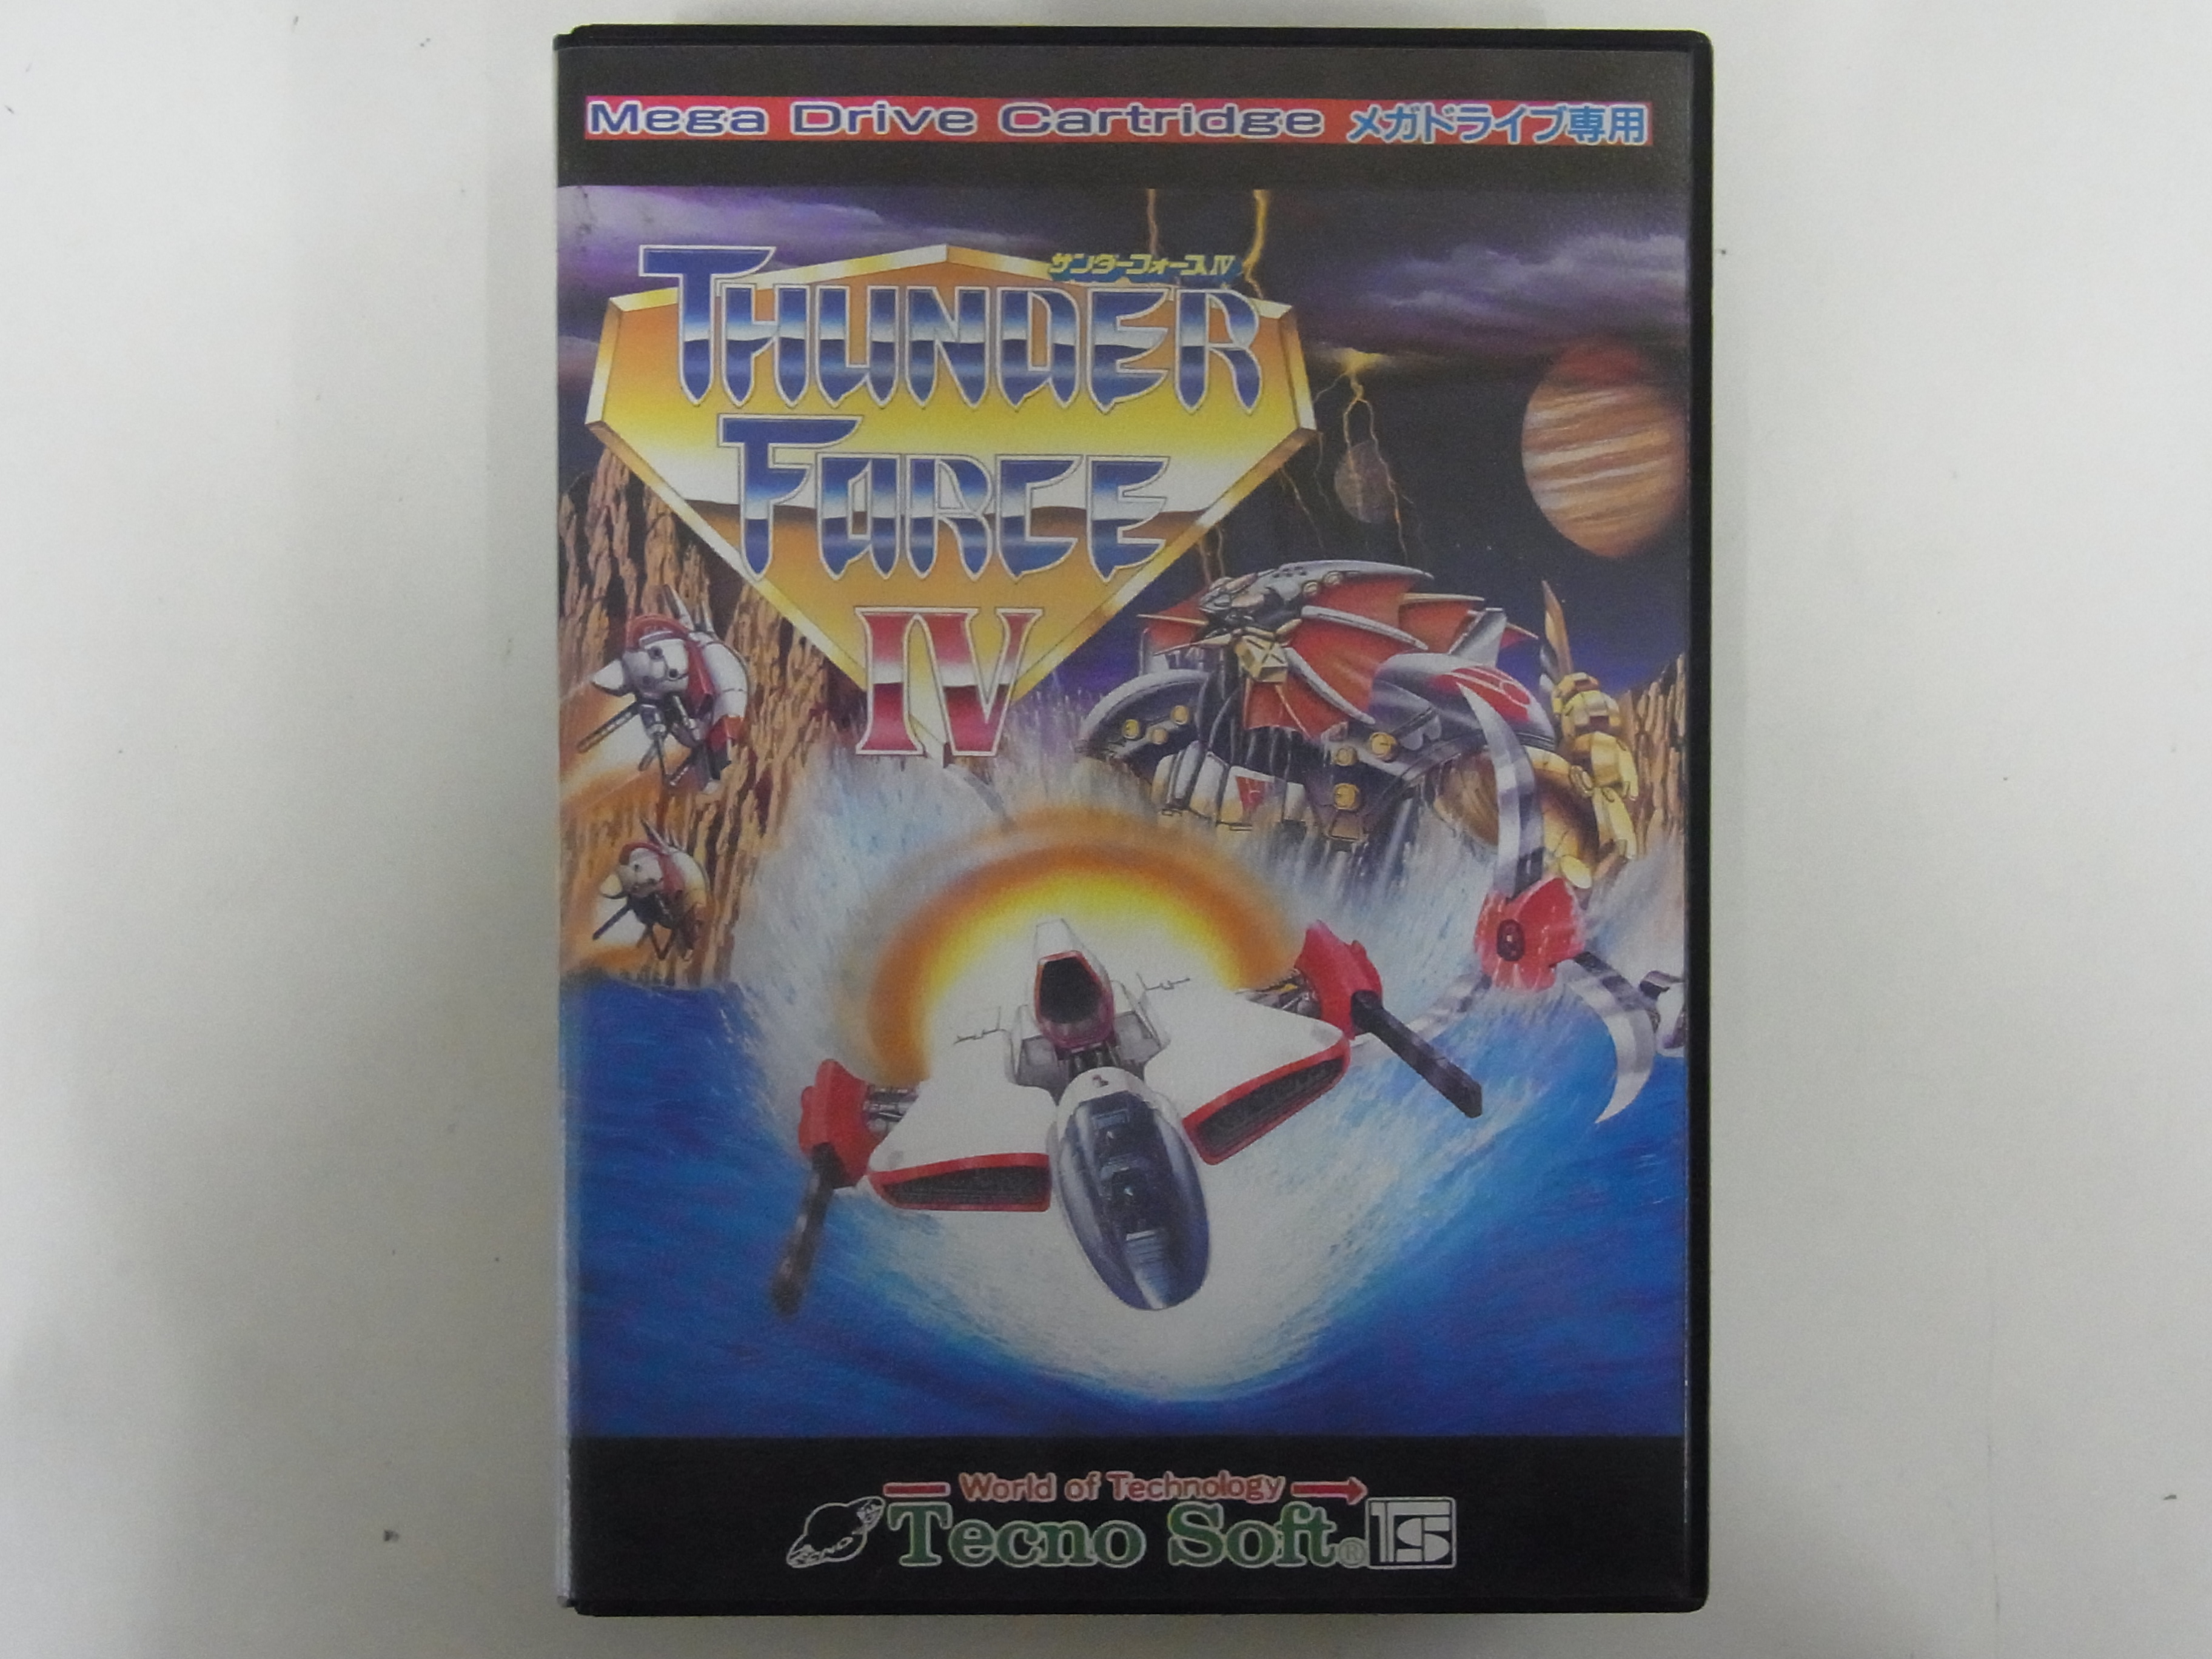 Mega Drive Cartridge メガドライブ専用
サンダーフォースIV
THUNDER
FORCE
IV
World of Technology
Tecno Soft® TS